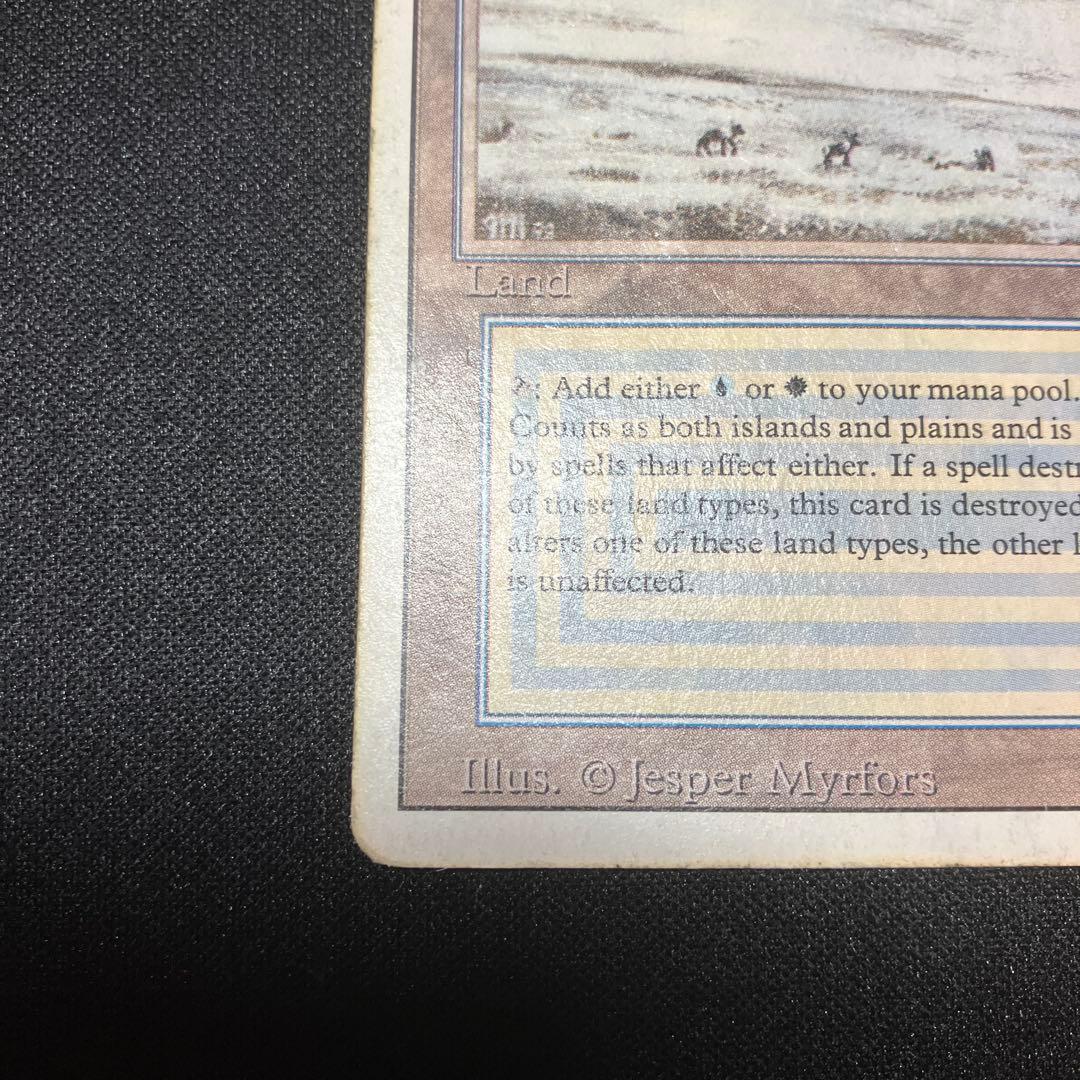 Land
: Add either or to your mana pool.
Counts as both islands and plains and is
by spells that affect either. If a spell destr
of these land types, this card is destroyed
alters one of these land types, the other l
is unaffected.
Illus. © Jesper Myrfors